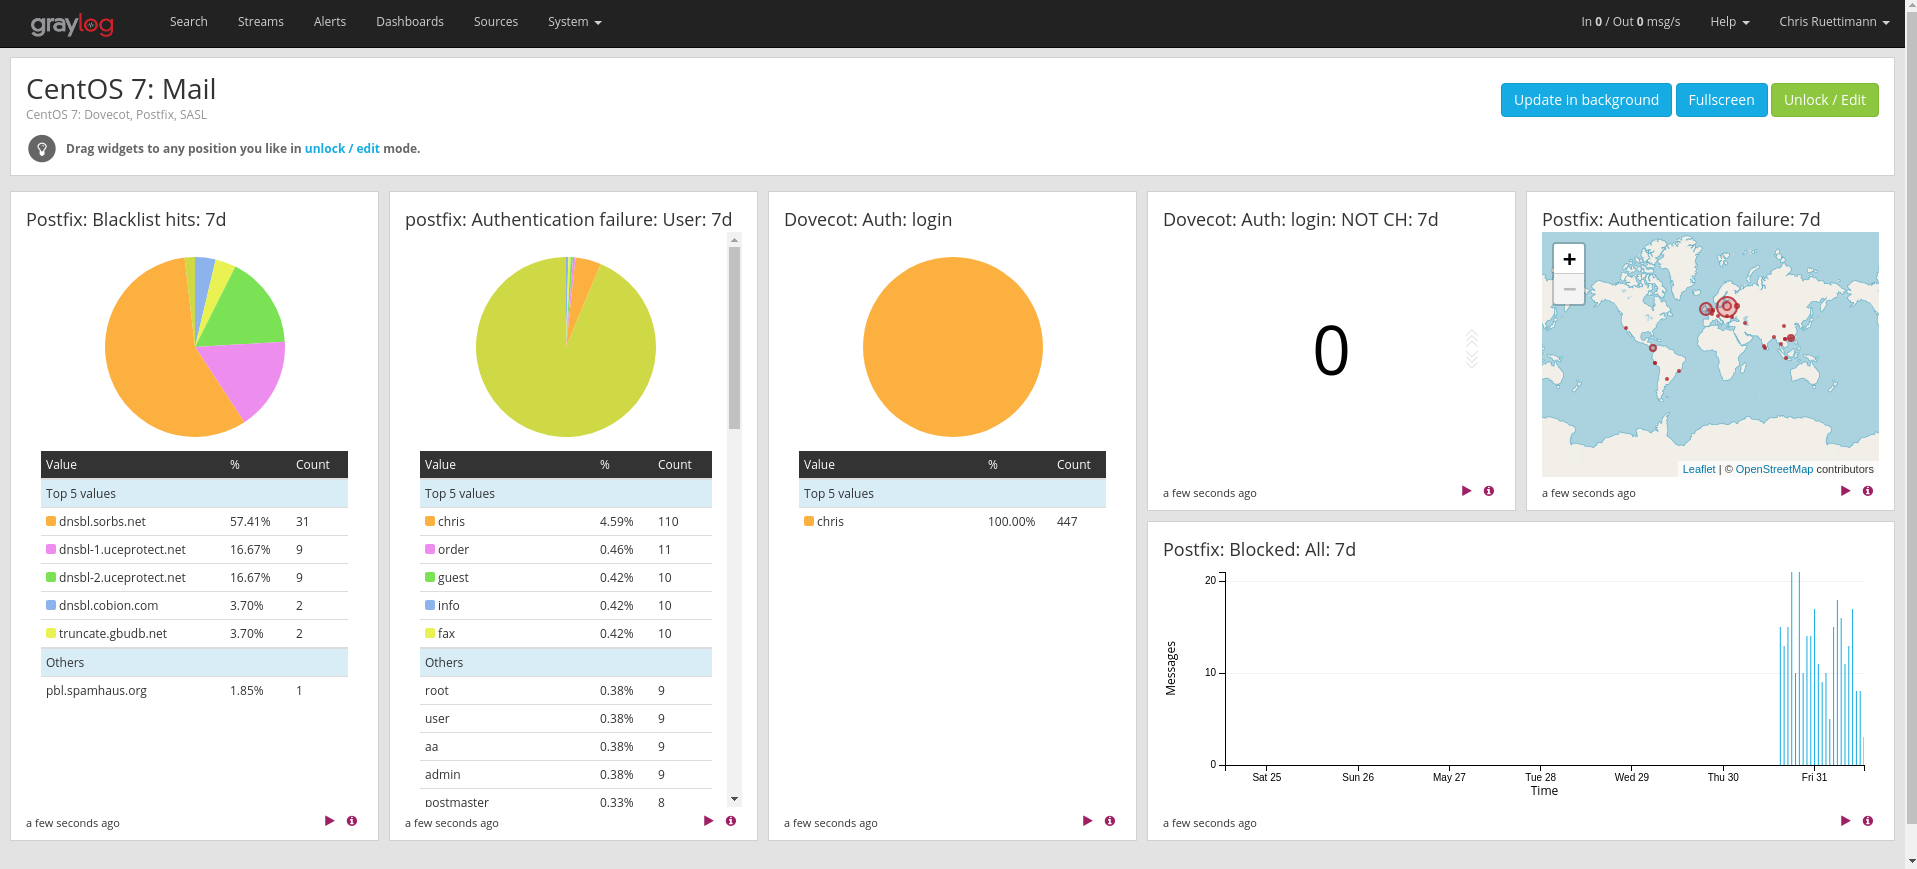 graylog
Search Streams Alerts Dashboards Sources System
In 0 / Out 0 msg/s Help Chris Ruettimann
CentOS 7: Mail
CentOS 7: Dovecot, Postfix, SASL
Drag widgets to any position you like in unlock / edit mode.
Update in background Fullscreen Unlock / Edit
Postfix: Blacklist hits: 7d
Value % Count
Top 5 values
dnsbl.sorbs.net 57.41% 31
dnsbl-1.uceprotect.net 16.67% 9
dnsbl-2.uceprotect.net 16.67% 9
dnsbl.cobion.com 3.70% 2
truncate.gbudb.net 3.70% 2
Others
pbl.spamhaus.org 1.85% 1
a few seconds ago
postfix: Authentication failure: User: 7d
Value % Count
Top 5 values
chris 4.59% 110
order 0.46% 11
guest 0.42% 10
info 0.42% 10
fax 0.42% 10
Others
root 0.38% 9
user 0.38% 9
aa 0.38% 9
admin 0.38% 9
postmaster 0.33% 8
a few seconds ago
Dovecot: Auth: login
Value % Count
Top 5 values
chris 100.00% 447
a few seconds ago
Dovecot: Auth: login: NOT CH: 7d
0
a few seconds ago
Postfix: Authentication failure: 7d
+
−
Leaflet | © OpenStreetMap contributors
a few seconds ago
Postfix: Blocked: All: 7d
Messages
20
10
0
Sat 25 Sun 26 May 27 Tue 28 Wed 29 Thu 30 Fri 31
Time
a few seconds ago